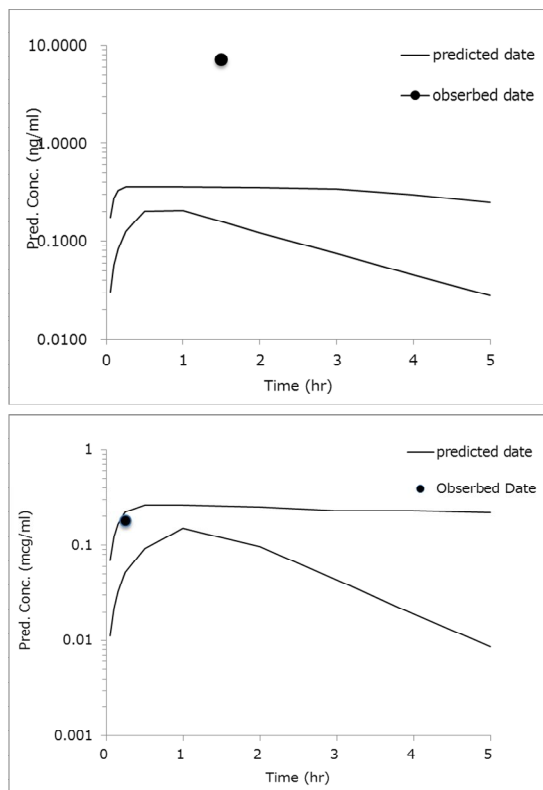 10.0000
1.0000
0.1000
0.0100
Pred. Conc. (ng/ml)
predicted date
obserbed date
0 1 2 3 4 5
Time (hr)
1
0.1
0.01
0.001
Pred. Conc. (mcg/ml)
predicted date
Obserbed Date
0 1 2 3 4 5
Time (hr)